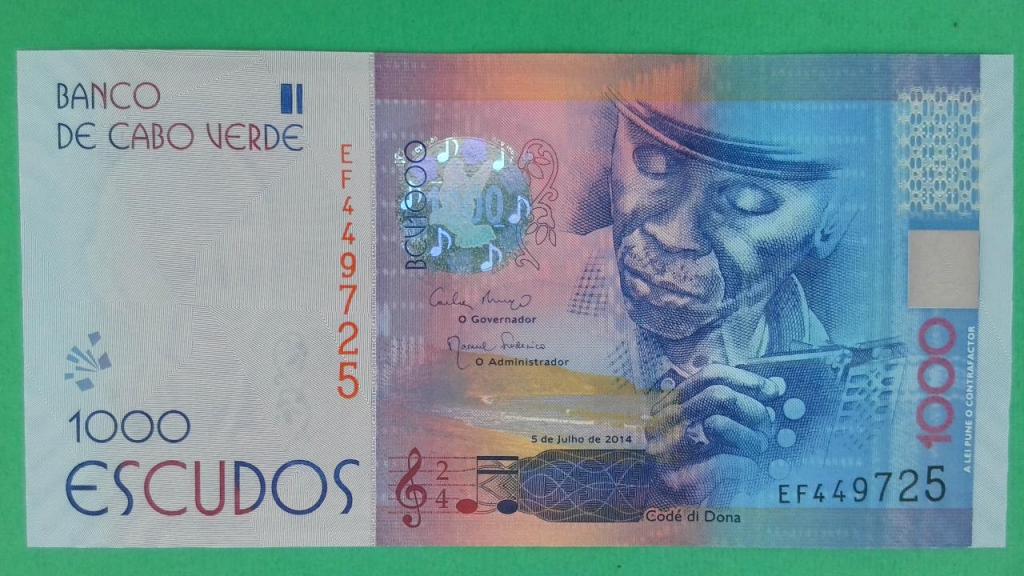 BANCO
DE CABO VERDE
EF449725
BCV1000
1000
O Governador
O Administrador
5 de Julho de 2014
1000
ESCUDOS
2
4
Codé di Dona
EF449725
1000
A LEI PUNE O CONTRAFACTOR